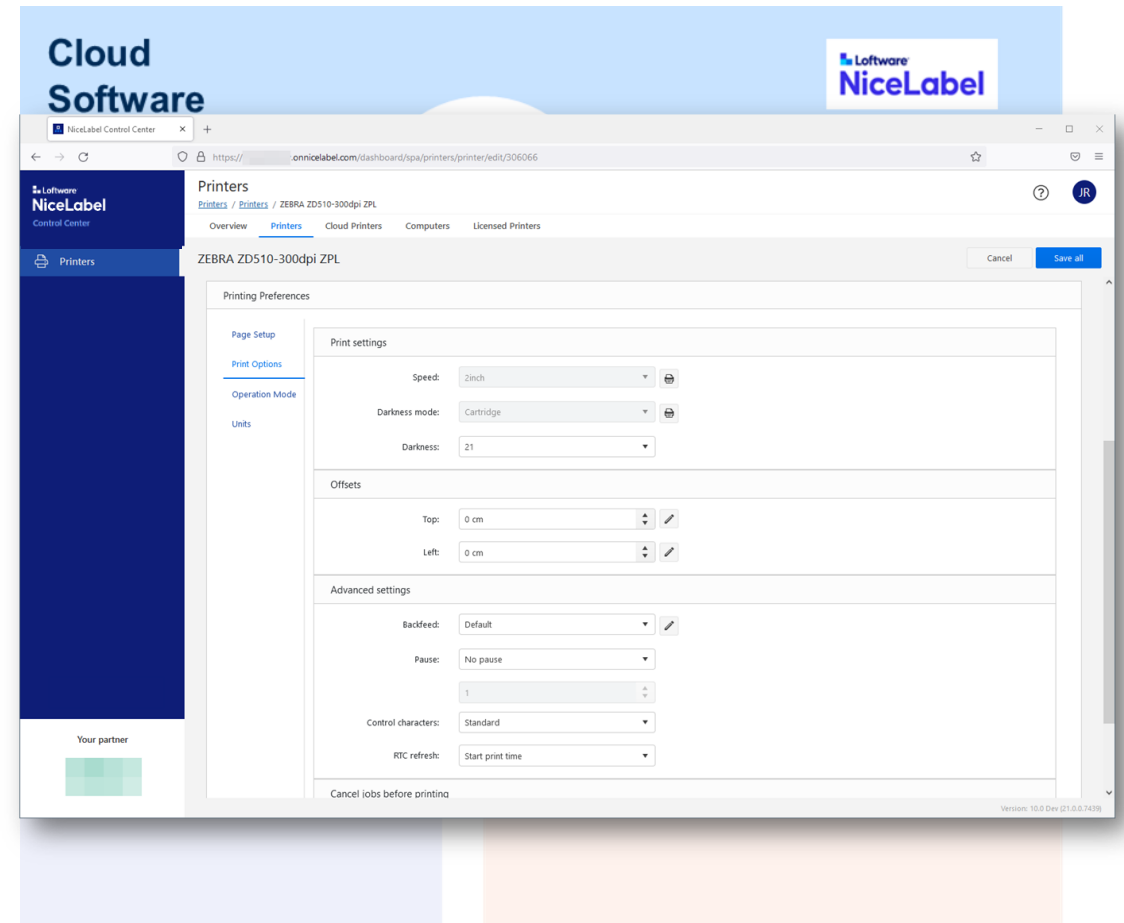 Cloud
Software
Loftware
NiceLabel
NiceLabel Control Center
https:// .onnicelabel.com/dashboard/spa/printers/printer/edit/306066
Loftware
NiceLabel
Control Center
Printers
Printers / Printers / ZEBRA ZD510-300dpi ZPL
JR
Overview Printers Cloud Printers Computers Licensed Printers
Printers
ZEBRA ZD510-300dpi ZPL
Cancel Save all
Printing Preferences
Page Setup
Print Options
Operation Mode
Units
Print settings
Speed: 2inch
Darkness mode: Cartridge
Darkness: 21
Offsets
Top: 0 cm
Left: 0 cm
Advanced settings
Backfeed: Default
Pause: No pause
1
Control characters: Standard
RTC refresh: Start print time
Cancel jobs before printing
Your partner
Version: 10.0 Dev (21.0.0.7439)